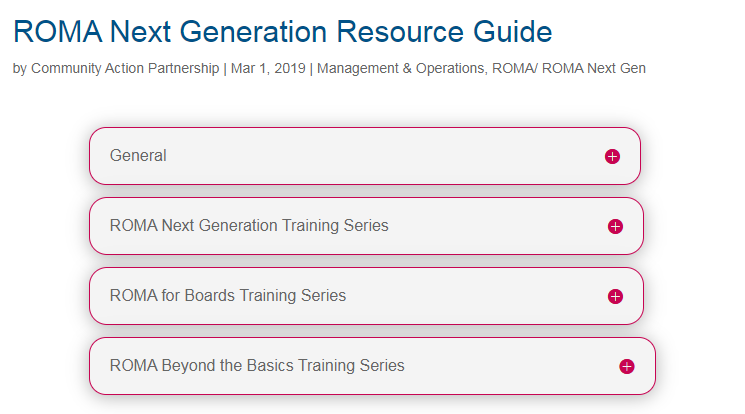 ROMA Next Generation Resource Guide
by Community Action Partnership | Mar 1, 2019 | Management & Operations, ROMA/ ROMA Next Gen
General
ROMA Next Generation Training Series
ROMA for Boards Training Series
ROMA Beyond the Basics Training Series